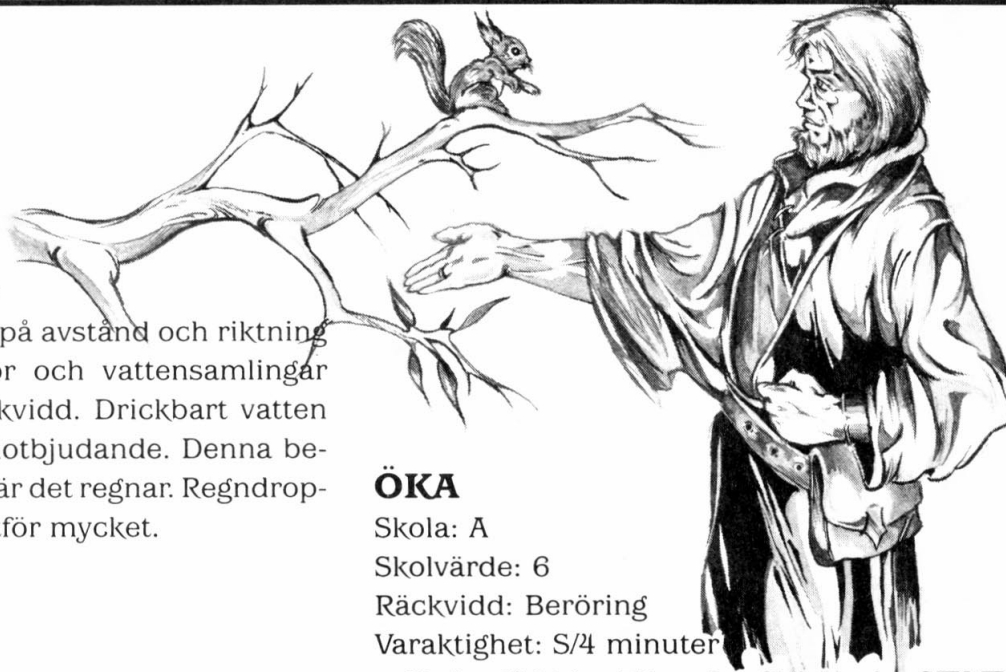 på avstånd och riktning
or och vattensamlingar
kvidd. Drickbart vatten
notbjudande. Denna be-
är det regnar. Regndrop-
för mycket.
ÖKA
Skola: A
Skolvärde: 6
Räckvidd: Beröring
Varaktighet: S/4 minuter